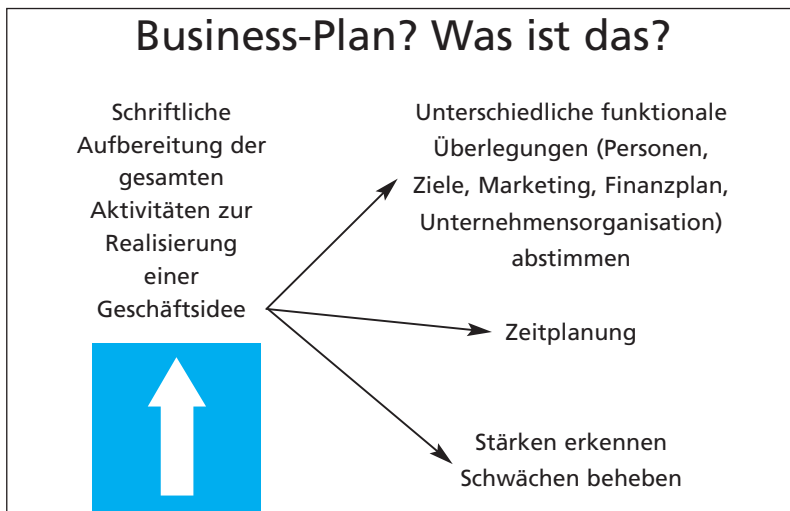 Business-Plan? Was ist das?
Schriftliche
Aufbereitung der
gesamten
Aktivitäten zur
Realisierung
einer
Geschäftsidee
Unterschiedliche funktionale
Überlegungen (Personen,
Ziele, Marketing, Finanzplan,
Unternehmensorganisation)
abstimmen
Zeitplanung
Stärken erkennen
Schwächen beheben